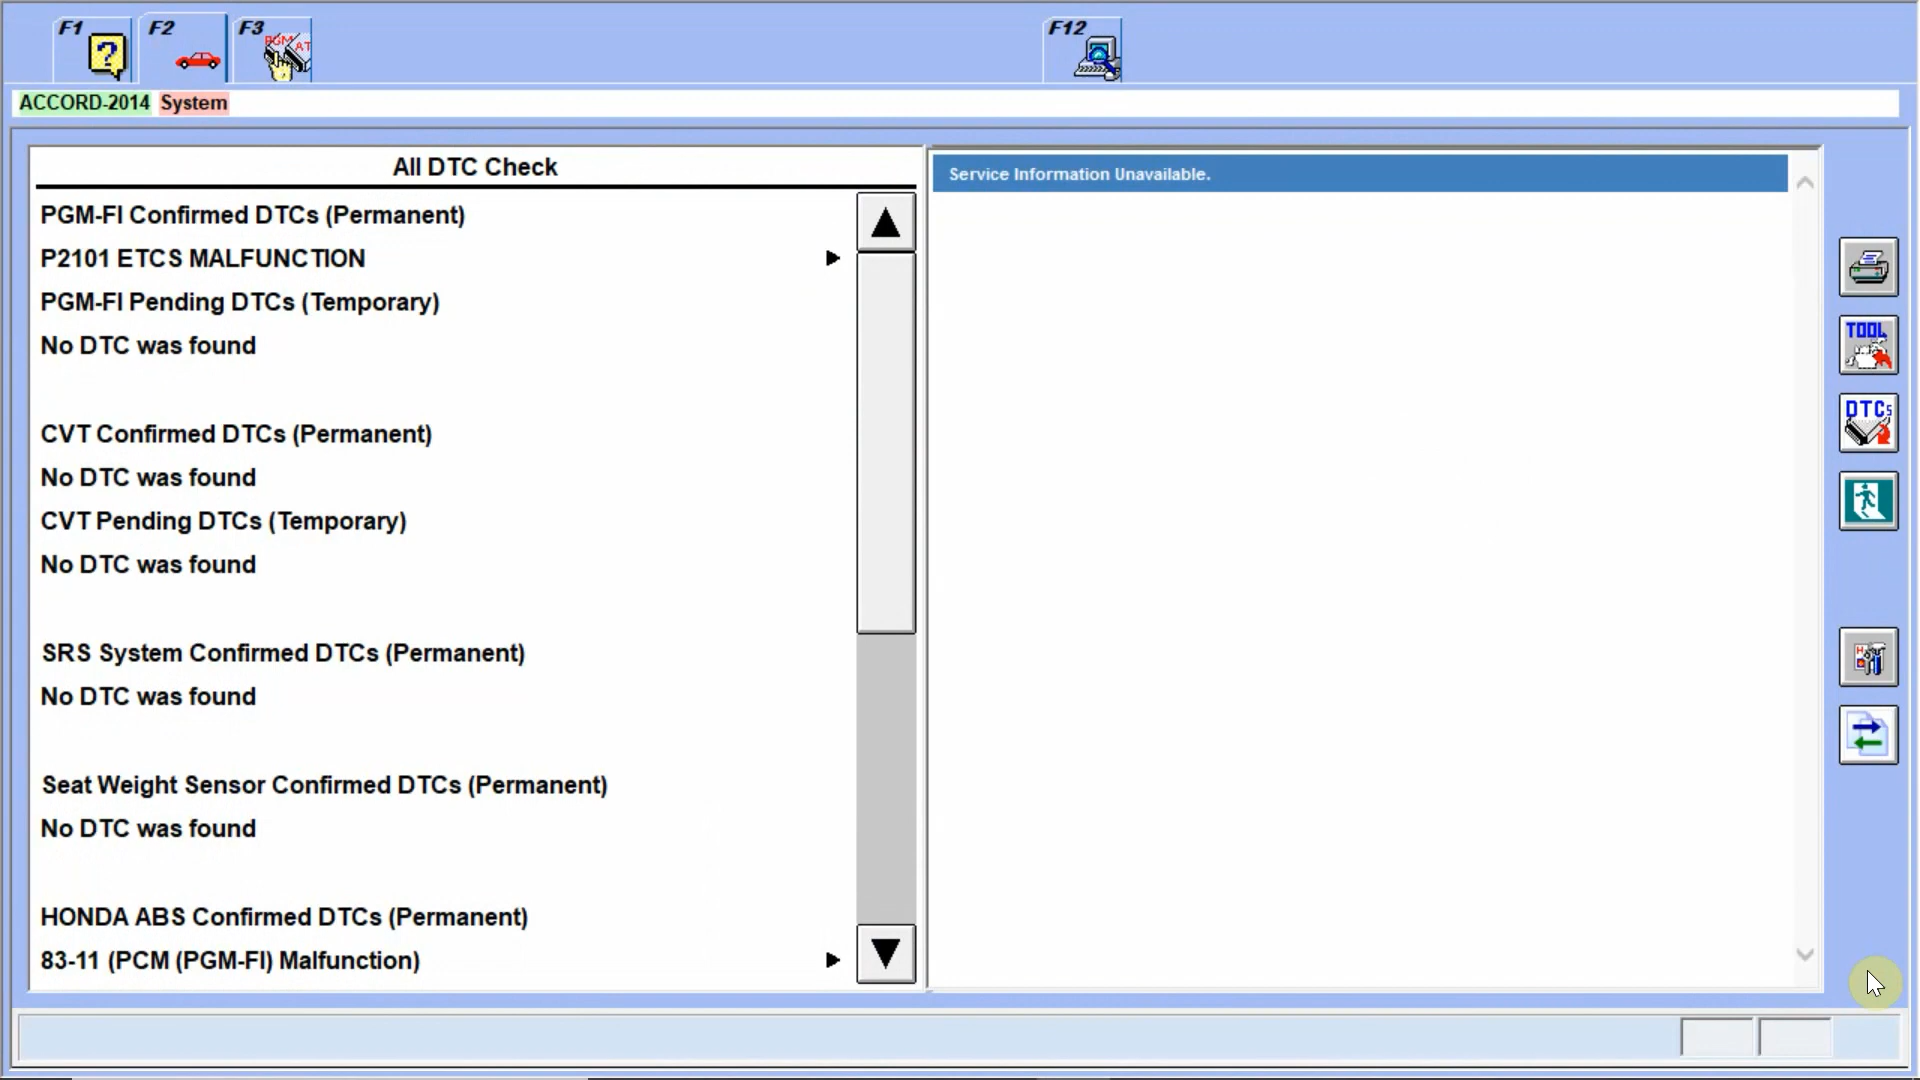 F1
F2
F3
PGM AT
F12
ACCORD-2014 System
All DTC Check
PGM-FI Confirmed DTCs (Permanent)
P2101 ETCS MALFUNCTION
PGM-FI Pending DTCs (Temporary)
No DTC was found
CVT Confirmed DTCs (Permanent)
No DTC was found
CVT Pending DTCs (Temporary)
No DTC was found
SRS System Confirmed DTCs (Permanent)
No DTC was found
Seat Weight Sensor Confirmed DTCs (Permanent)
No DTC was found
HONDA ABS Confirmed DTCs (Permanent)
83-11 (PCM (PGM-FI) Malfunction)
Service Information Unavailable.
TOOL
DTCs